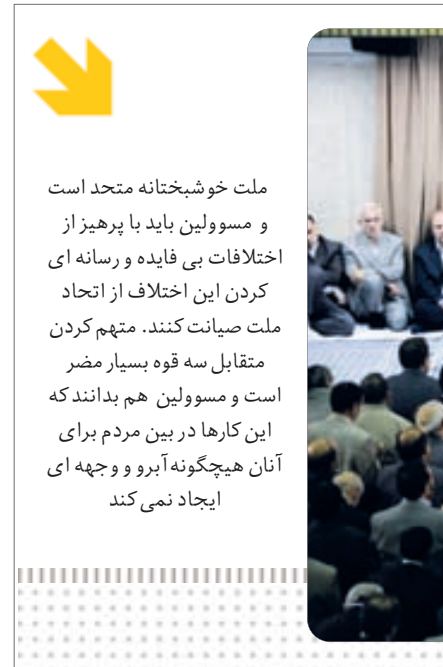 ملت خوشبختانه متحد است
و مسوولین باید با پرهیز از
اختلافات بی فایده و رسانه ای
کردن این اختلاف از اتحاد
ملت صیانت کنند. متهم کردن
متقابل سه قوه بسیار مضر
است و مسوولین هم بدانند که
این کارها در بین مردم برای
آنان هیچگونه آبرو و وجهه ای
ایجاد نمی کند